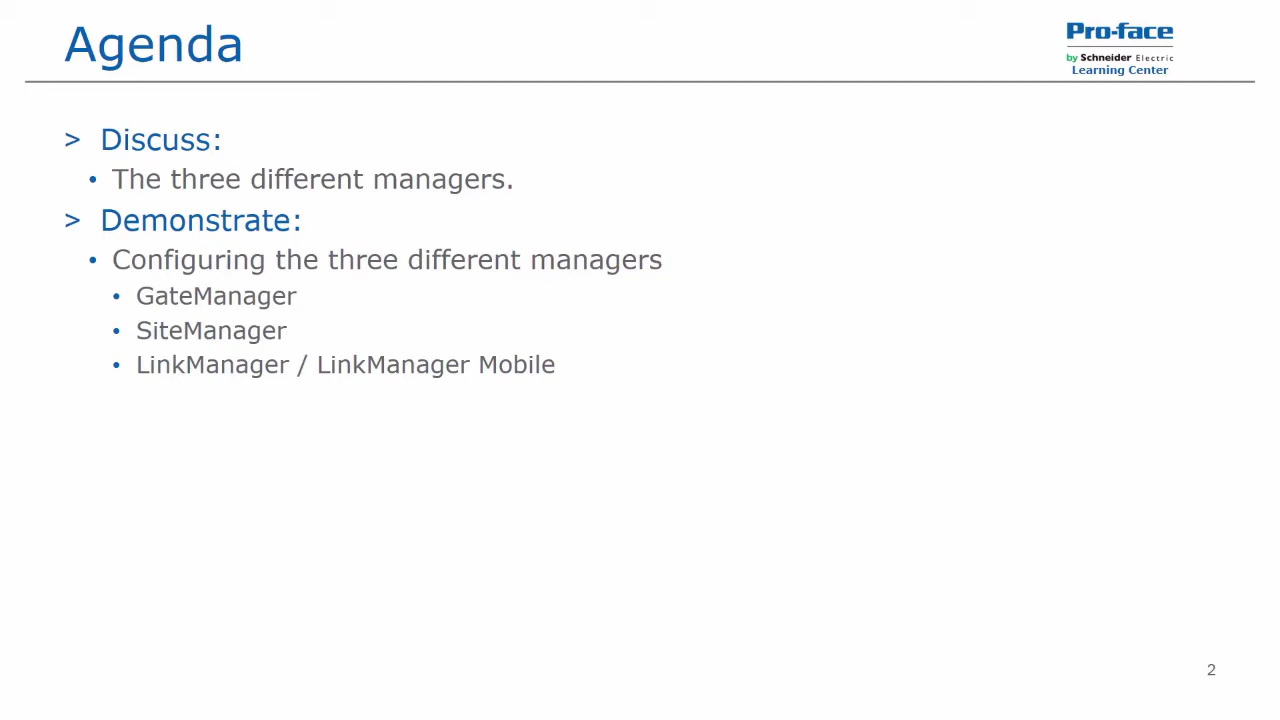 Agenda
Pro-face
by Schneider Electric
Learning Center
> Discuss:
• The three different managers.
> Demonstrate:
• Configuring the three different managers
• GateManager
• SiteManager
• LinkManager / LinkManager Mobile
2